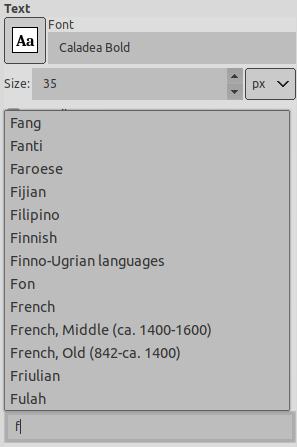 Text
Font
Aa
Caladea Bold
Size:
35
px
Fang
Fanti
Faroese
Fijian
Filipino
Finnish
Finno-Ugrian languages
Fon
French
French, Middle (ca. 1400-1600)
French, Old (842-ca. 1400)
Friulian
Fulah
f